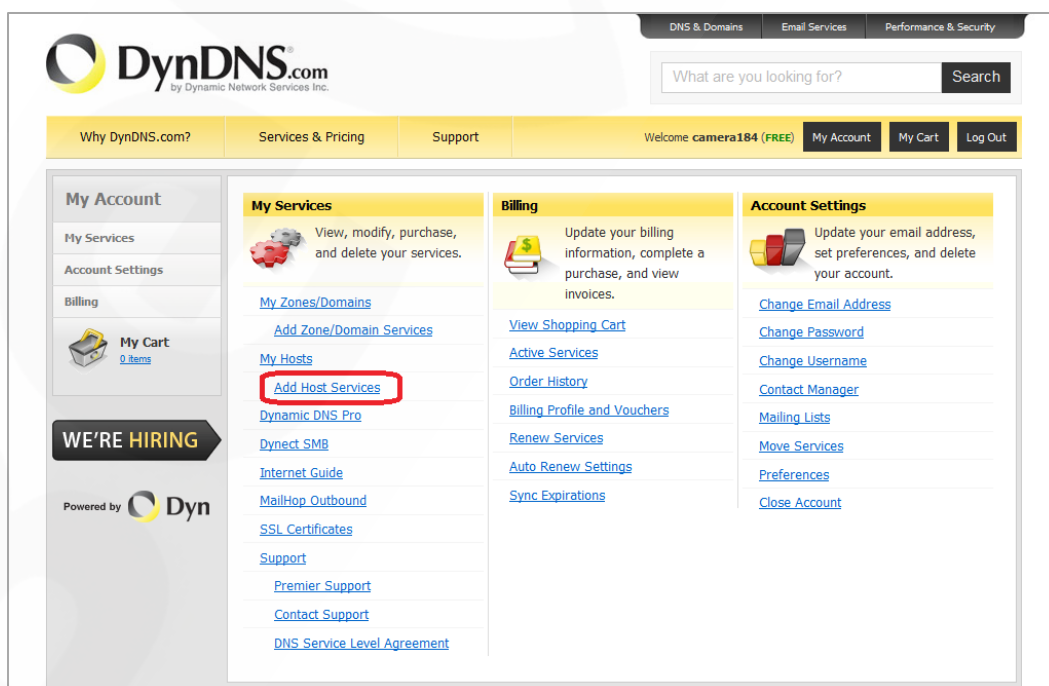 DNS & Domains
Email Services
Performance & Security
DynDNS.com
by Dynamic Network Services Inc.
What are you looking for?
Search
Why DynDNS.com?
Services & Pricing
Support
Welcome camera184 (FREE)
My Account
My Cart
Log Out
My Account
My Services
Account Settings
Billing
My Cart
0 items
WE'RE HIRING
Powered by Dyn
My Services
View, modify, purchase,
and delete your services.
My Zones/Domains
Add Zone/Domain Services
My Hosts
Add Host Services
Dynamic DNS Pro
Dynect SMB
Internet Guide
MailHop Outbound
SSL Certificates
Support
Premier Support
Contact Support
DNS Service Level Agreement
Billing
Update your billing
information, complete a
purchase, and view
invoices.
View Shopping Cart
Active Services
Order History
Billing Profile and Vouchers
Renew Services
Auto Renew Settings
Sync Expirations
Account Settings
Update your email address,
set preferences, and delete
your account.
Change Email Address
Change Password
Change Username
Contact Manager
Mailing Lists
Move Services
Preferences
Close Account